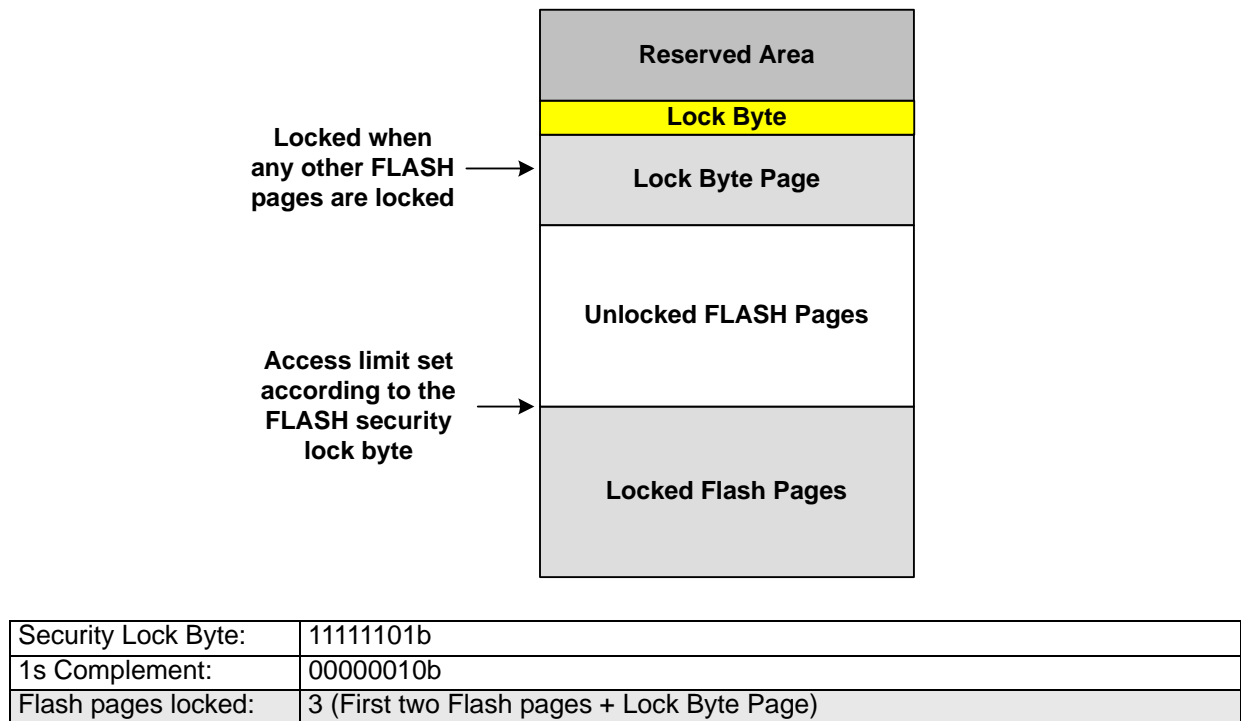 Reserved Area
Lock Byte
Locked when
any other FLASH
pages are locked
Lock Byte Page
Unlocked FLASH Pages
Access limit set
according to the
FLASH security
lock byte
Locked Flash Pages
Security Lock Byte: 11111101b
1s Complement: 00000010b
Flash pages locked: 3 (First two Flash pages + Lock Byte Page)